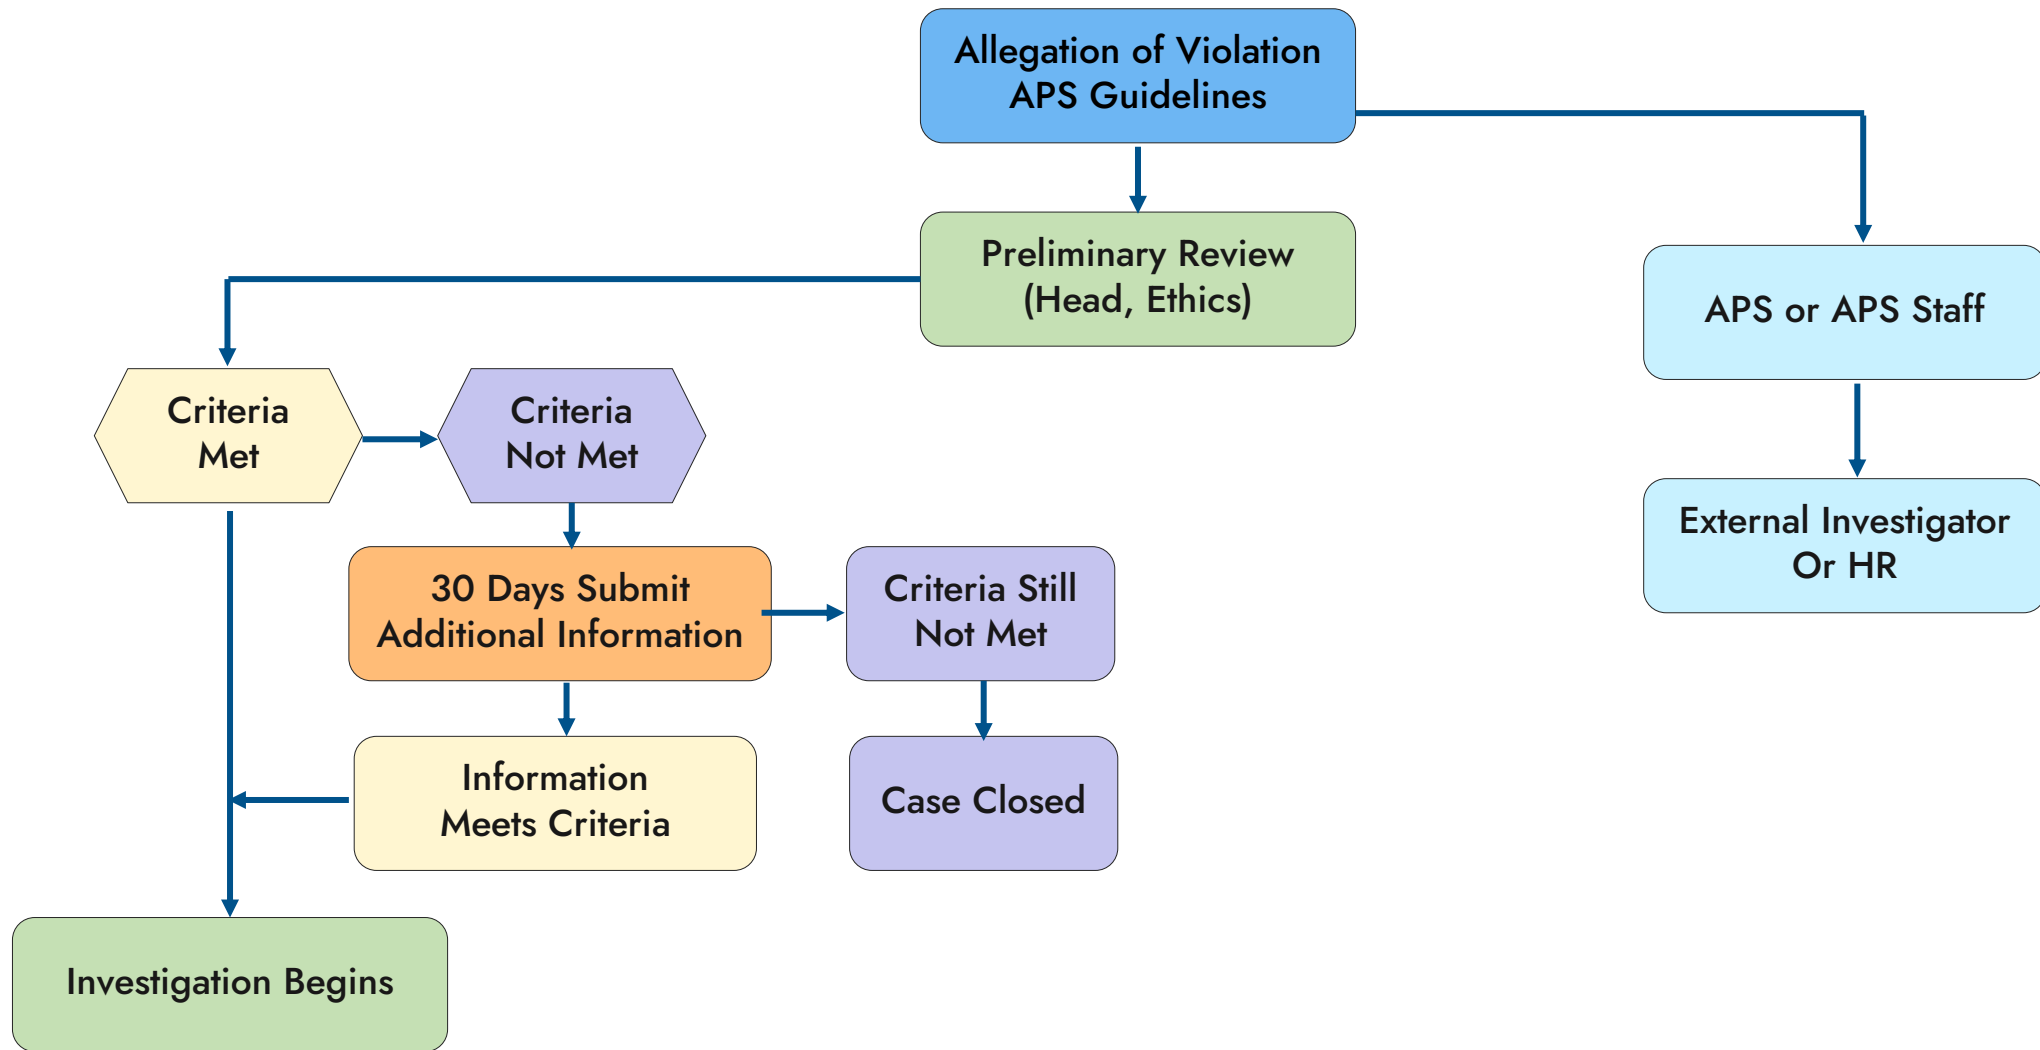 Allegation of Violation
APS Guidelines
Preliminary Review
(Head, Ethics)
APS or APS Staff
Criteria
Met
Criteria
Not Met
External Investigator
Or HR
30 Days Submit
Additional Information
Criteria Still
Not Met
Information
Meets Criteria
Case Closed
Investigation Begins